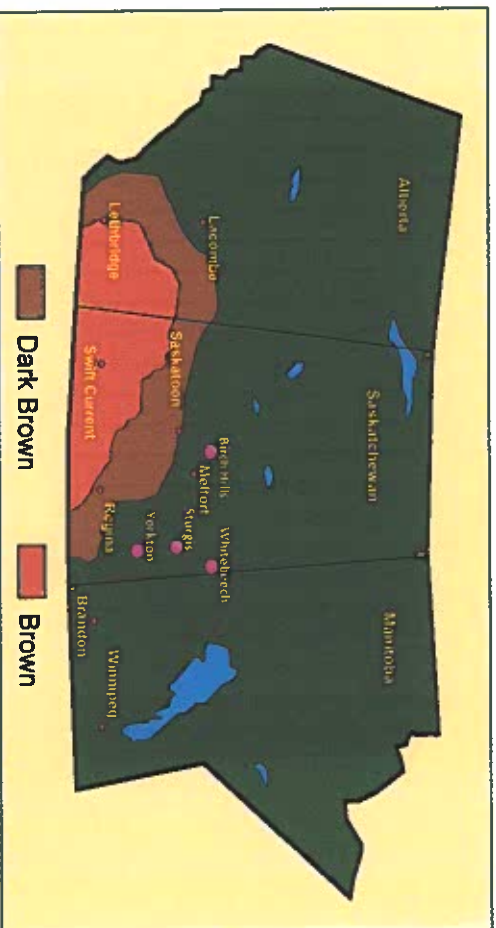 Alberta
Saskatchewan
Manitoba
Lacombe
Birch Hills
Melfort
Whitebeech
Saskatoon
Sturgis
Yorkton
Lethbridge
Swift Current
Regina
Brandon
Winnipeg
Dark Brown
Brown